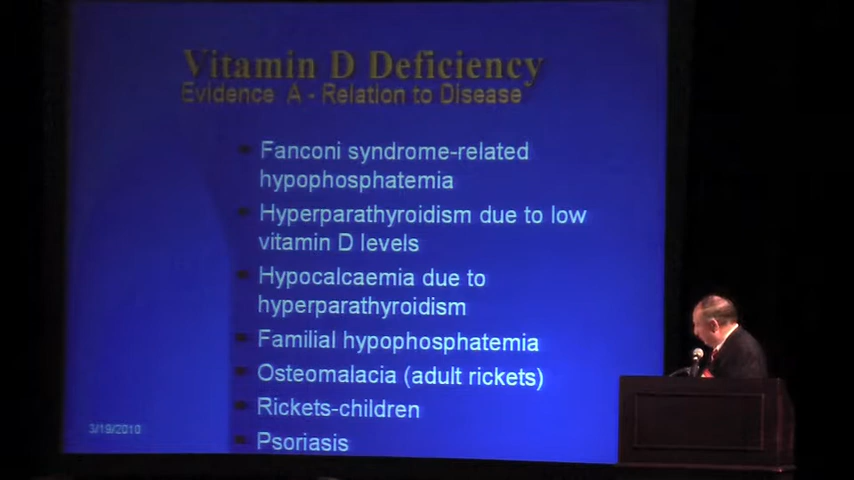 Vitamin D Deficiency
Evidence A - Relation to Disease
Fanconi syndrome-related
hypophosphatemia
Hyperparathyroidism due to low
vitamin D levels
Hypocalcaemia due to
hyperparathyroidism
Familial hypophosphatemia
Osteomalacia (adult rickets)
Rickets-children
Psoriasis
3/19/2010